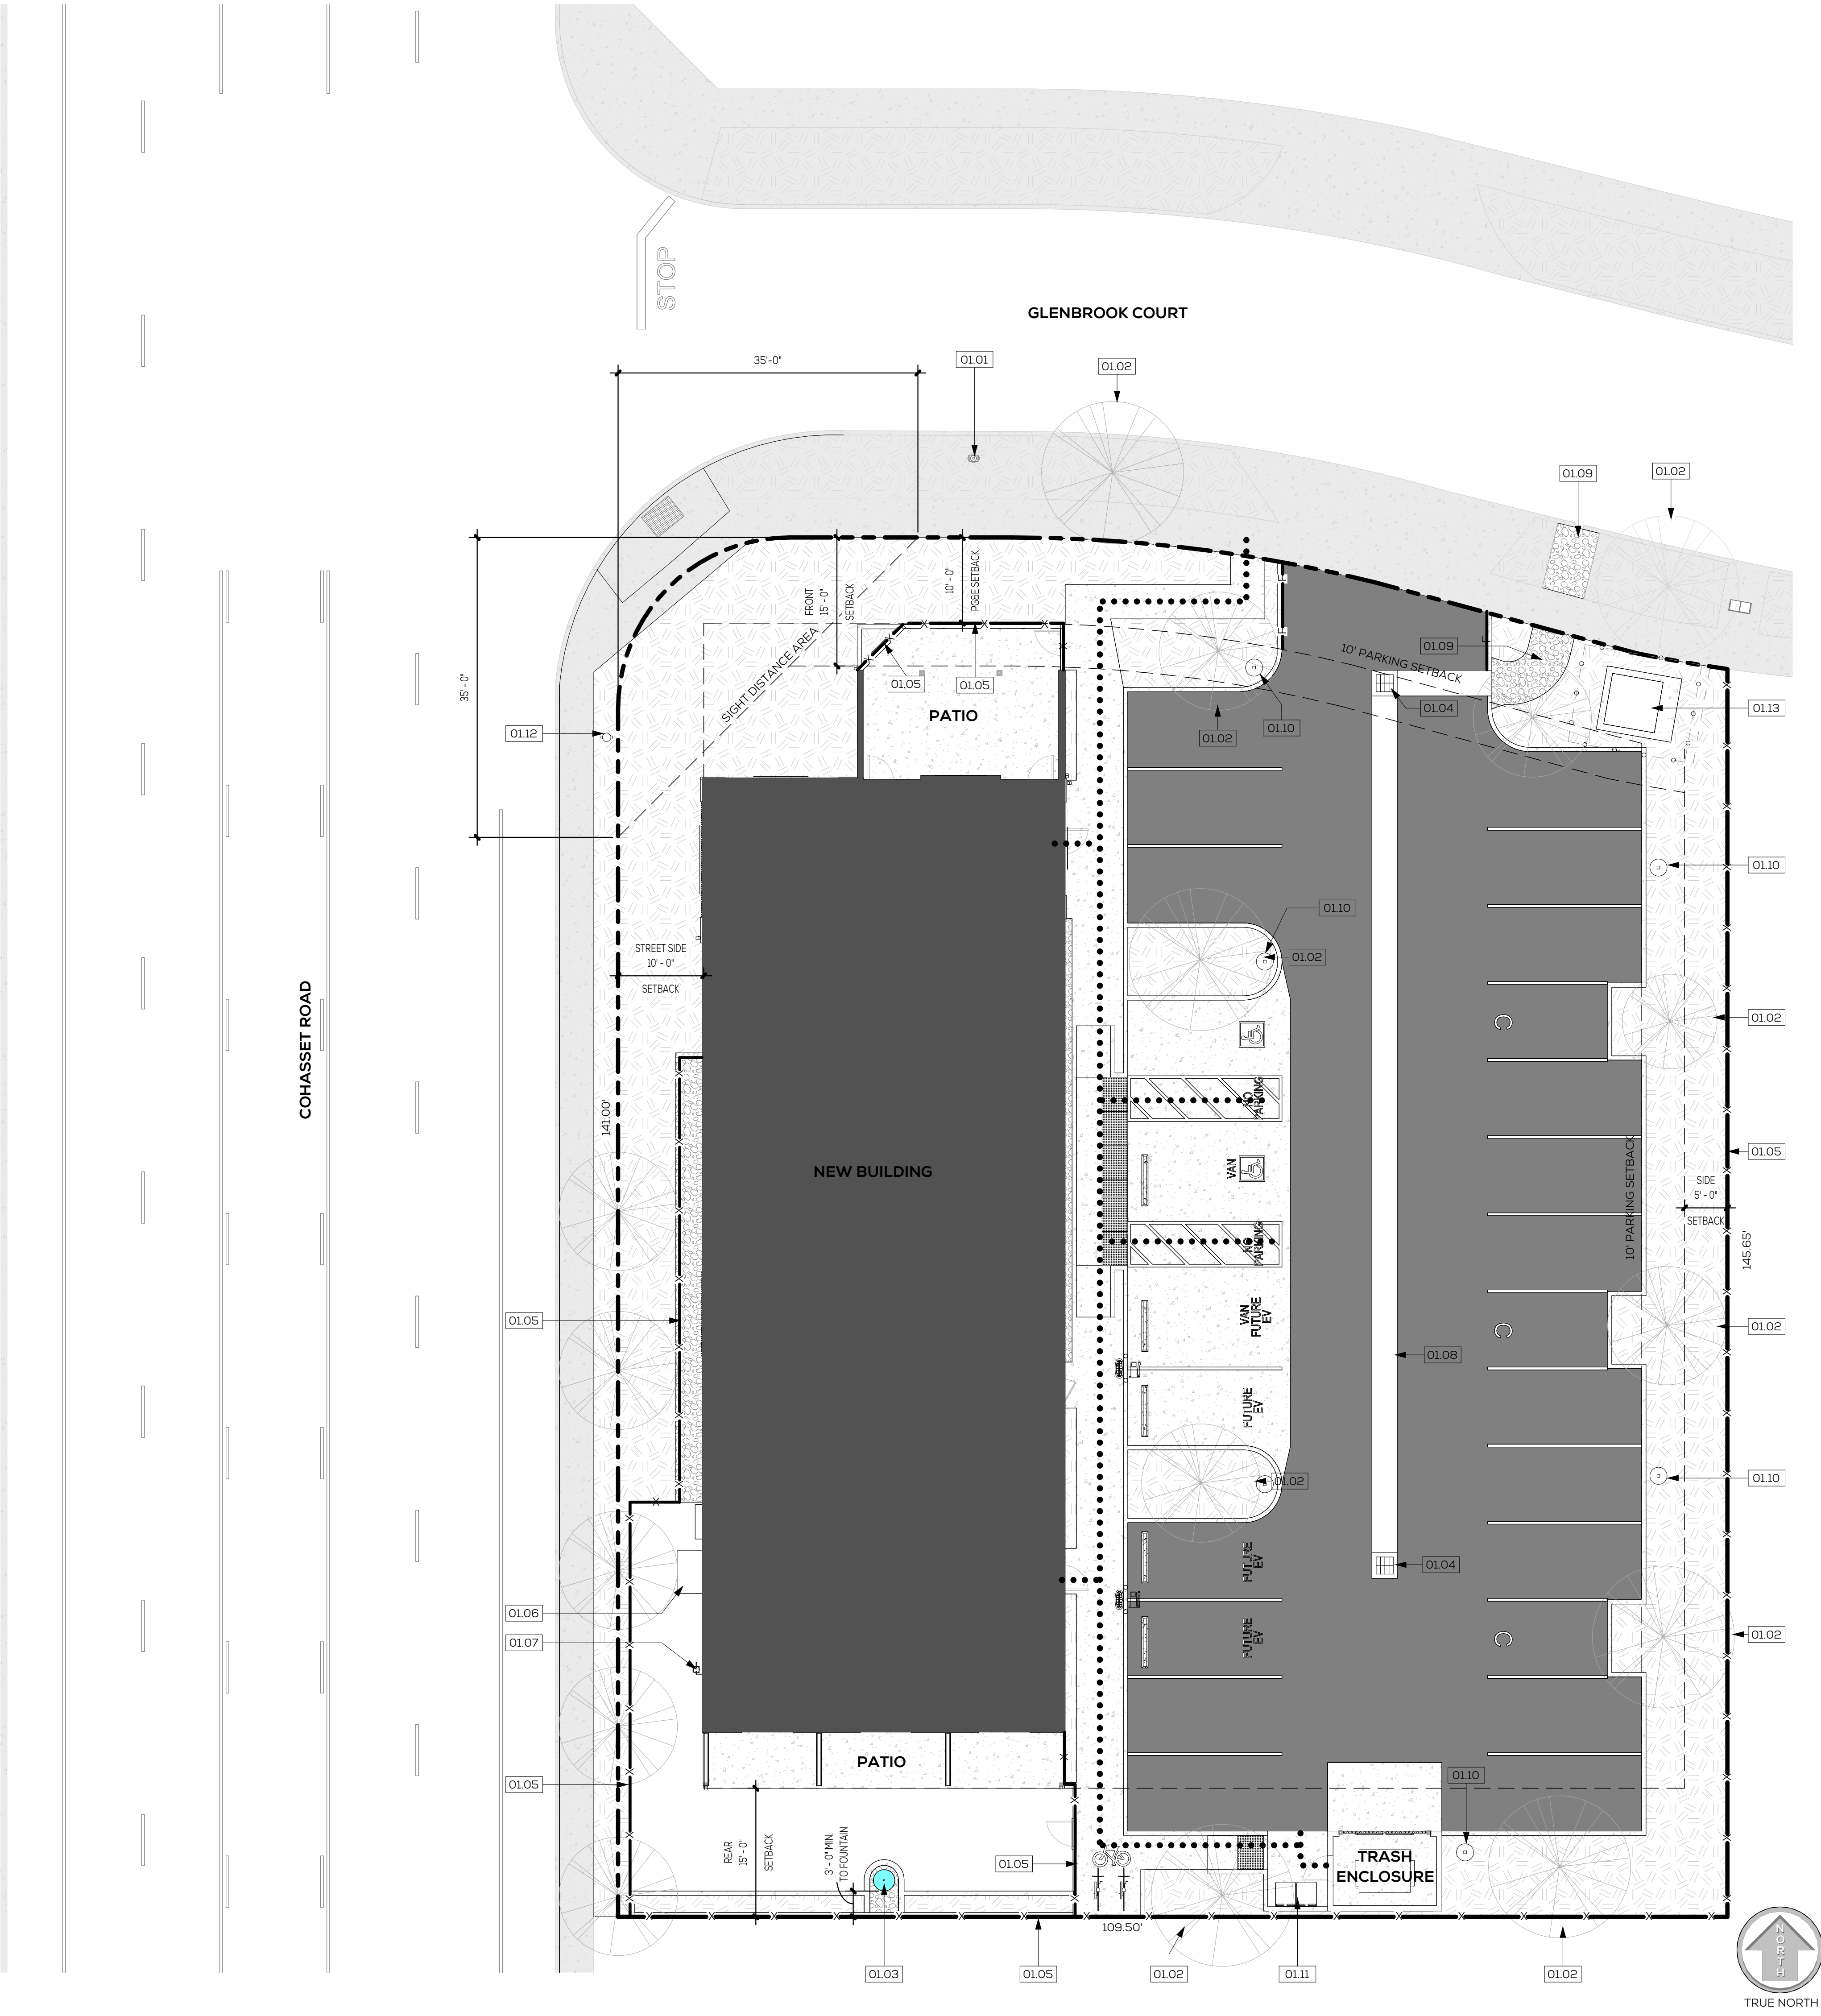 STOP
GLENBROOK COURT
35'-0"
01.01
01.02
01.09
01.02
FRONT
15' - 0"
SETBACK
10' - 0"
PG&E SETBACK
35' - 0"
SIGHT DISTANCE AREA
01.05
01.05
PATIO
01.12
10' PARKING SETBACK
01.09
01.04
01.13
01.02
01.10
01.10
01.10
01.02
STREET SIDE
10' - 0"
SETBACK
COHASSET ROAD
141.00'
NEW BUILDING
C
01.02
NO
PARKING
VAN
01.05
10' PARKING SETBACK
SIDE
5' - 0"
SETBACK
145.65'
NO
PARKING
VAN
FUTURE
EV
C
01.02
01.05
01.08
FUTURE
EV
01.02
01.10
FUTURE
EV
01.04
01.06
01.07
FUTURE
EV
C
01.02
PATIO
01.05
01.10
REAR
15' - 0"
SETBACK
3' - 0" MIN.
TO FOUNTAIN
01.05
TRASH
ENCLOSURE
109.50'
01.03
01.05
01.02
01.11
01.02
NORTH
TRUE NORTH